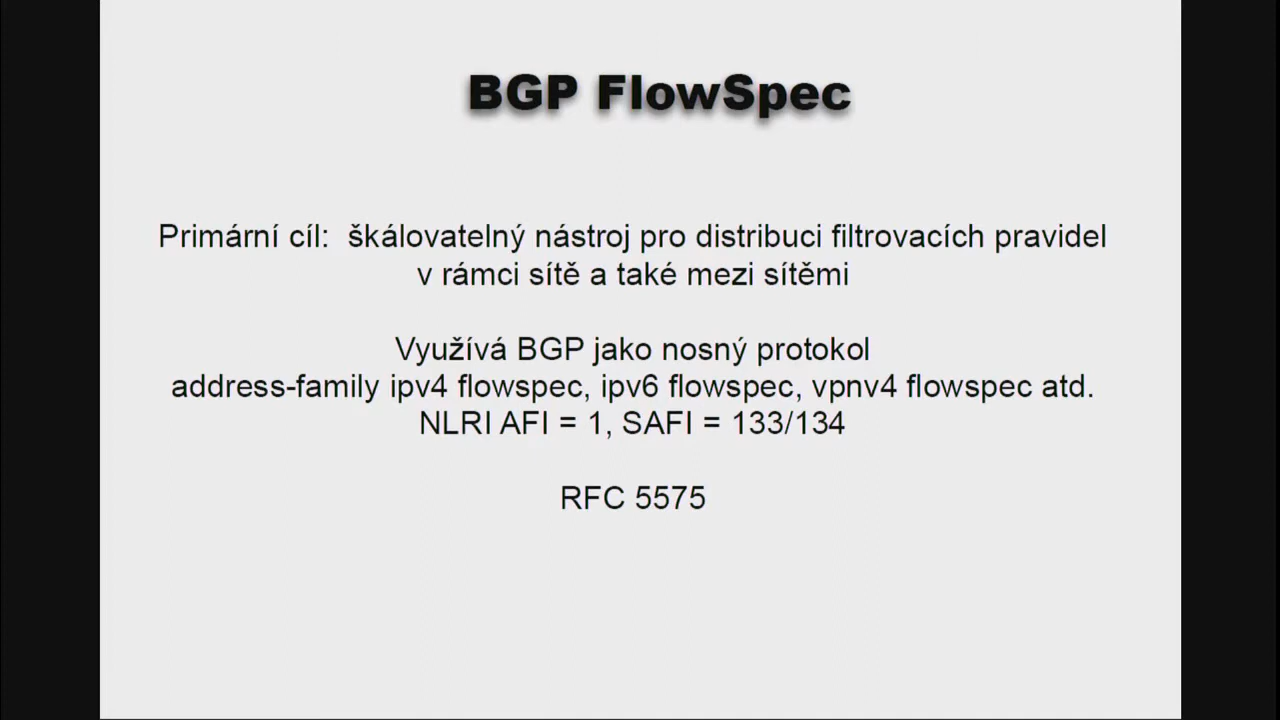 BGP FlowSpec
Primární cíl: škálovatelný nástroj pro distribuci filtrovacích pravidel
v rámci sítě a také mezi sítěmi
Využívá BGP jako nosný protokol
address-family ipv4 flowspec, ipv6 flowspec, vpnv4 flowspec atd.
NLRI AFI = 1, SAFI = 133/134
RFC 5575